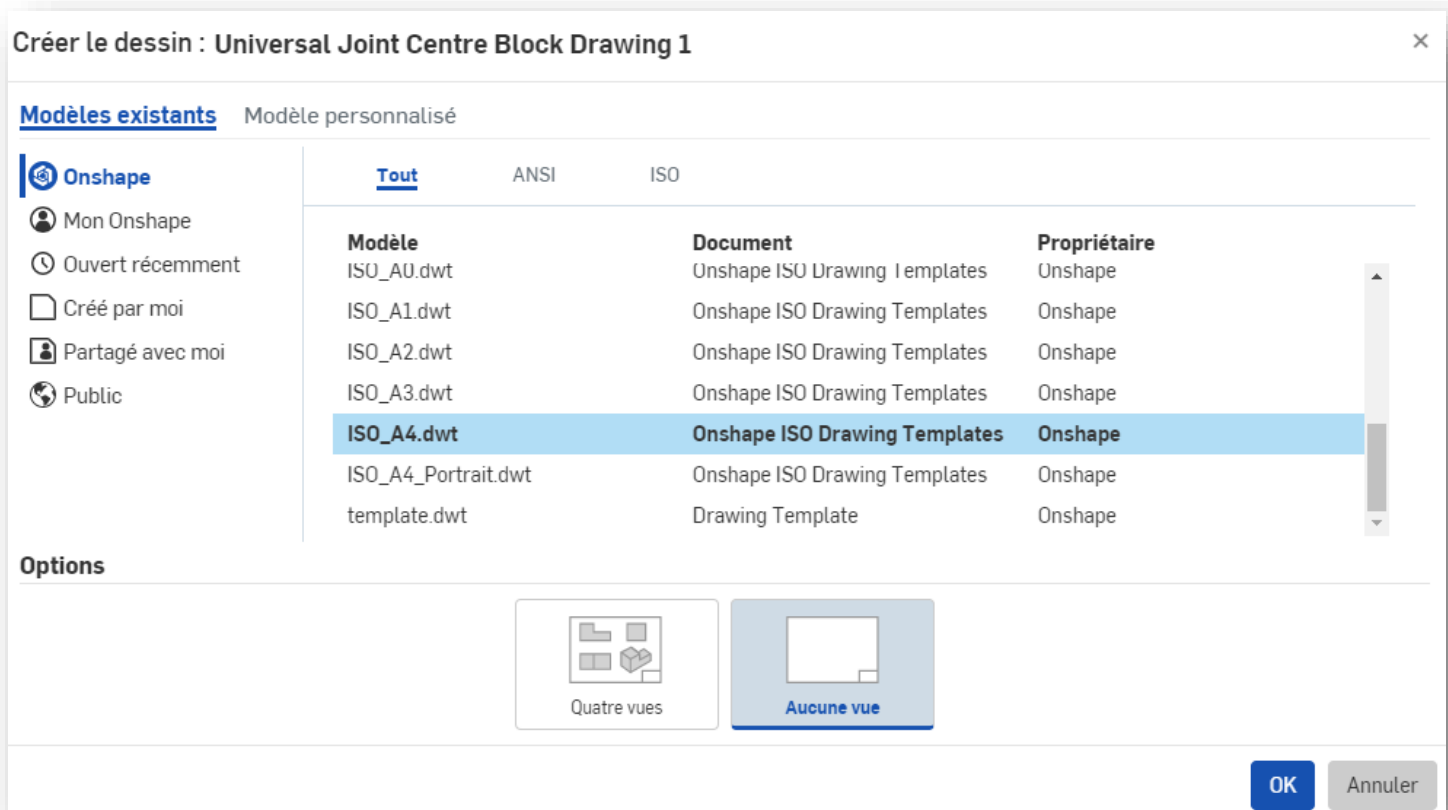 Créer le dessin : Universal Joint Centre Block Drawing 1 ×
Modèles existants Modèle personnalisé
Onshape
Mon Onshape
Ouvert récemment
Créé par moi
Partagé avec moi
Public
Tout ANSI ISO
Modèle Document Propriétaire
ISO_A0.dwt Onshape ISO Drawing Templates Onshape
ISO_A1.dwt Onshape ISO Drawing Templates Onshape
ISO_A2.dwt Onshape ISO Drawing Templates Onshape
ISO_A3.dwt Onshape ISO Drawing Templates Onshape
ISO_A4.dwt Onshape ISO Drawing Templates Onshape
ISO_A4_Portrait.dwt Onshape ISO Drawing Templates Onshape
template.dwt Drawing Template Onshape
Options
Quatre vues Aucune vue
OK Annuler